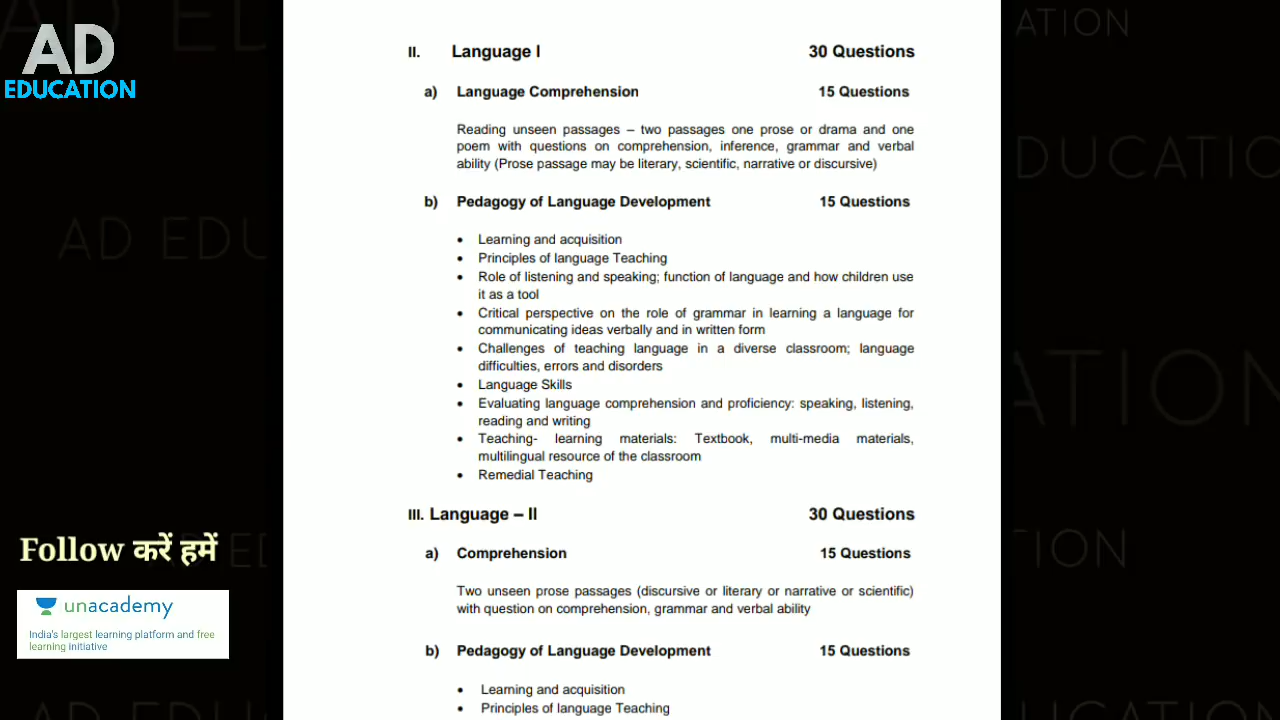 AD
EDUCATION
II. Language I 30 Questions
a) Language Comprehension 15 Questions
Reading unseen passages – two passages one prose or drama and one
poem with questions on comprehension, inference, grammar and verbal
ability (Prose passage may be literary, scientific, narrative or discursive)
b) Pedagogy of Language Development 15 Questions
• Learning and acquisition
• Principles of language Teaching
• Role of listening and speaking; function of language and how children use
it as a tool
• Critical perspective on the role of grammar in learning a language for
communicating ideas verbally and in written form
• Challenges of teaching language in a diverse classroom; language
difficulties, errors and disorders
• Language Skills
• Evaluating language comprehension and proficiency: speaking, listening,
reading and writing
• Teaching- learning materials: Textbook, multi-media materials,
multilingual resource of the classroom
• Remedial Teaching
III. Language – II 30 Questions
a) Comprehension 15 Questions
Two unseen prose passages (discursive or literary or narrative or scientific)
with question on comprehension, grammar and verbal ability
b) Pedagogy of Language Development 15 Questions
• Learning and acquisition
• Principles of language Teaching
Follow करें हमें
unacademy
India's largest learning platform and free
learning initiative